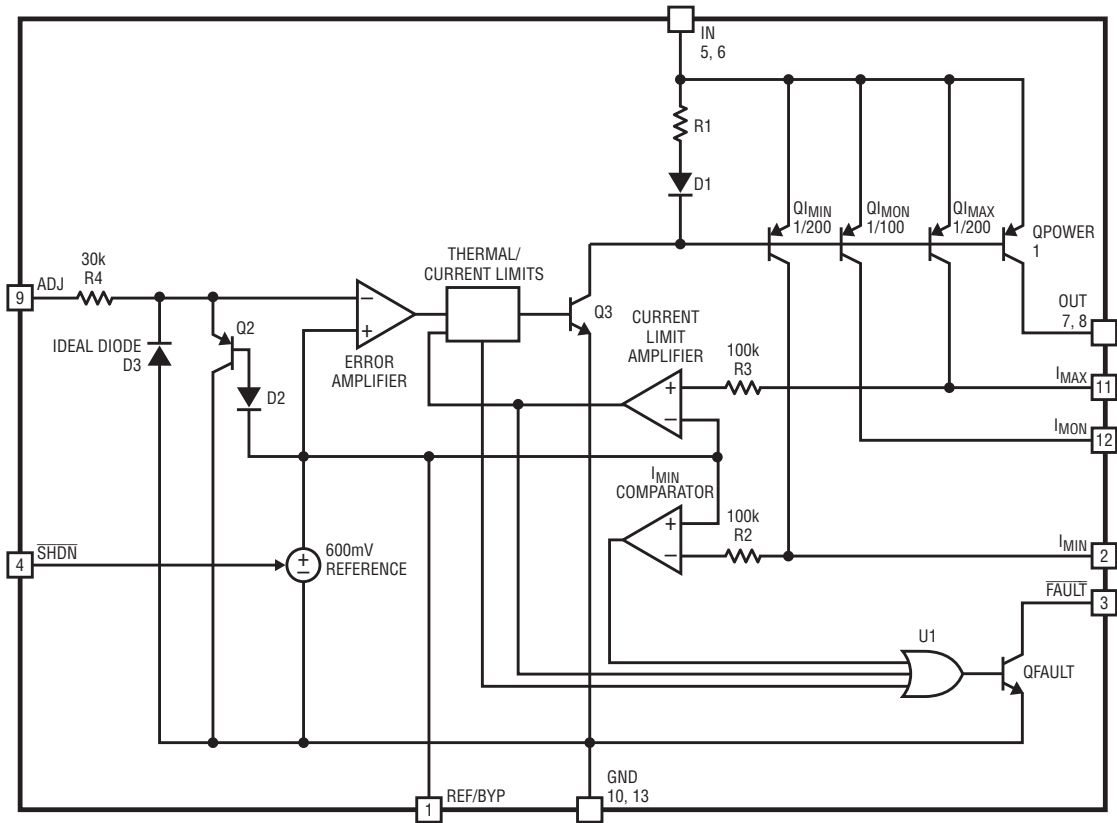 IN
5, 6
R1
D1
QIMIN
1/200
QIMON
1/100
QIMAX
1/200
QPOWER
1
THERMAL/
CURRENT LIMITS
30k
R4
9
ADJ
Q2
IDEAL DIODE
D3
D2
–
+
ERROR
AMPLIFIER
Q3
CURRENT
LIMIT
AMPLIFIER
OUT
7, 8
100k
R3
+
–
IMAX
11
IMON
12
IMIN
COMPARATOR
100k
R2
+
–
IMIN
2
4
SHDN
+
–
600mV
REFERENCE
FAULT
3
U1
QFAULT
1
REF/BYP
GND
10, 13